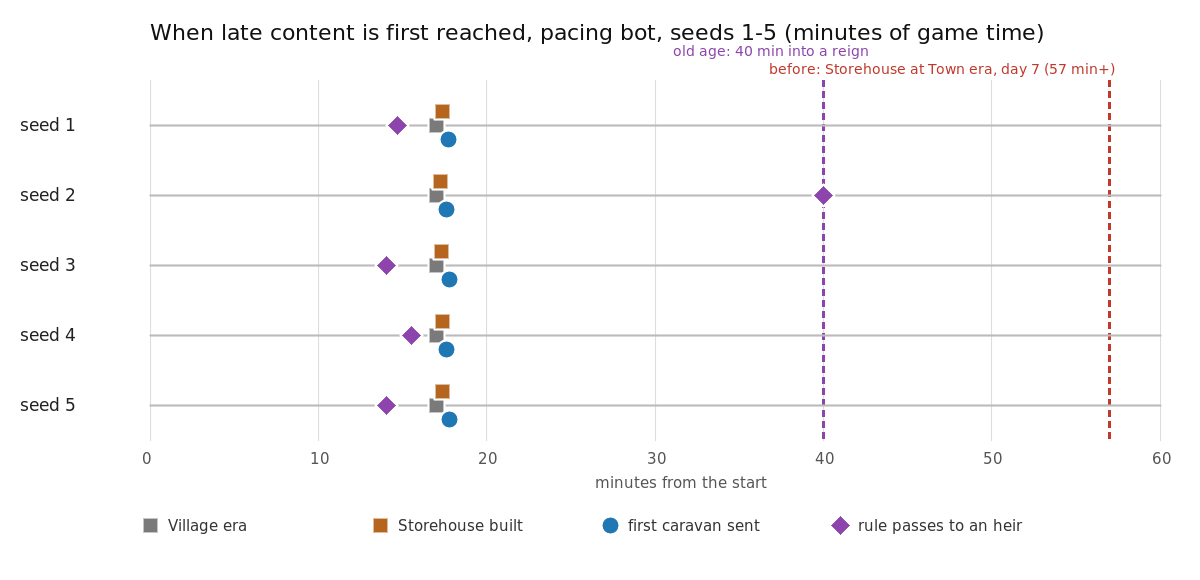 When late content is first reached, pacing bot, seeds 1-5 (minutes of game time)
old age: 40 min into a reign
before: Storehouse at Town era, day 7 (57 min+)
seed 1
seed 2
seed 3
seed 4
seed 5
0 10 20 30 40 50 60
minutes from the start
Village era Storehouse built first caravan sent rule passes to an heir